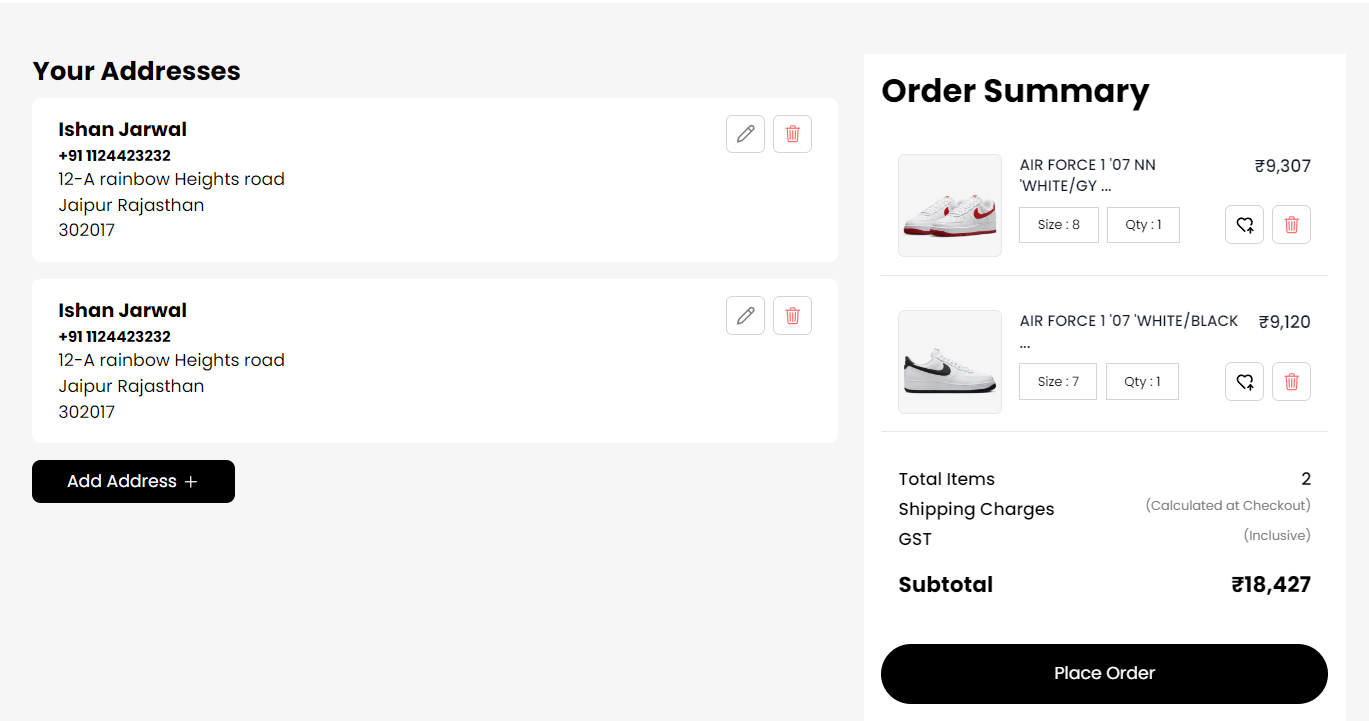 Your Addresses
Ishan Jarwal
+91 1124423232
12-A rainbow Heights road
Jaipur Rajasthan
302017
Ishan Jarwal
+91 1124423232
12-A rainbow Heights road
Jaipur Rajasthan
302017
Add Address +
Order Summary
AIR FORCE 1 '07 NN ₹9,307
'WHITE/GY ...
Size : 8 Qty : 1
AIR FORCE 1 '07 'WHITE/BLACK ₹9,120
...
Size : 7 Qty : 1
Total Items 2
Shipping Charges (Calculated at Checkout)
GST (Inclusive)
Subtotal ₹18,427
Place Order